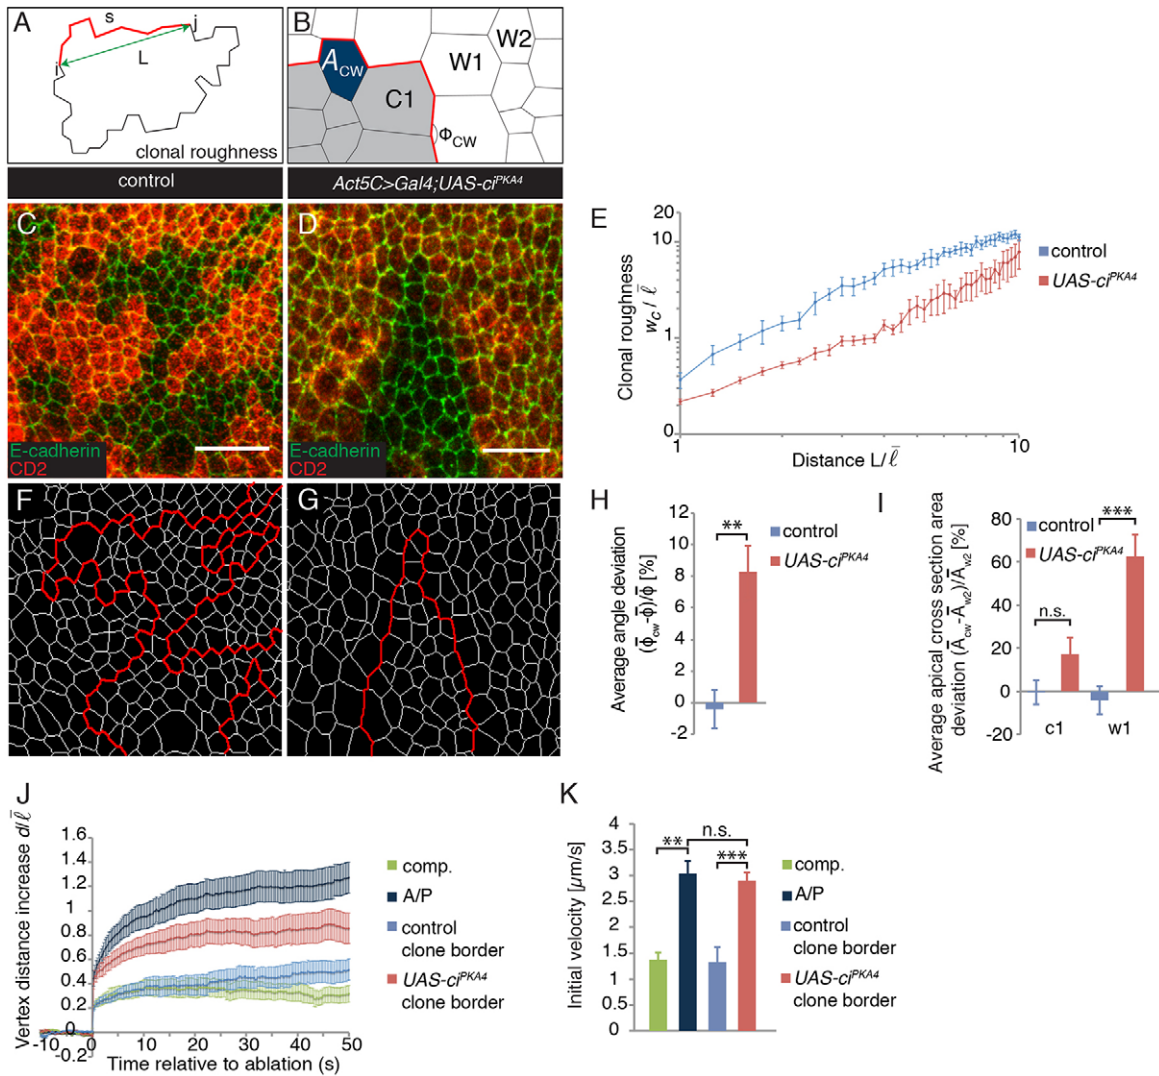 A
s
j
i
L
clonal roughness
B
A_CW
C1
W1
W2
Φ_CW
control
Act5C>Gal4;UAS-ci^PKA4
C
E-cadherin
CD2
D
E
Clonal roughness
w_c / ℓ̄
20
10
1
0
1
10
Distance L/ℓ̄
control
UAS-ci^PKA4
F
G
H
Average angle deviation
(ϕ̄_cw-ϕ̄)/ϕ̄ [%]
12
10
8
6
4
2
0
-2
**
control
UAS-ci^PKA4
I
Average apical cross section area
deviation (Ā_cw-Ā_w2)/Ā_w2 [%]
80
60
40
20
0
-20
control
UAS-ci^PKA4
***
n.s.
c1
w1
J
Vertex distance increase d/ℓ̄
1.6
1.4
1.2
1
0.8
0.6
0.4
0.2
0
-0.2
-10
0
10
20
30
40
50
Time relative to ablation (s)
comp.
A/P
control
clone border
UAS-ci^PKA4
clone border
K
Initial velocity [µm/s]
4
3.5
3
2.5
2
1.5
1
0.5
0
**
n.s.
***
comp.
A/P
control
clone border
UAS-ci^PKA4
clone border